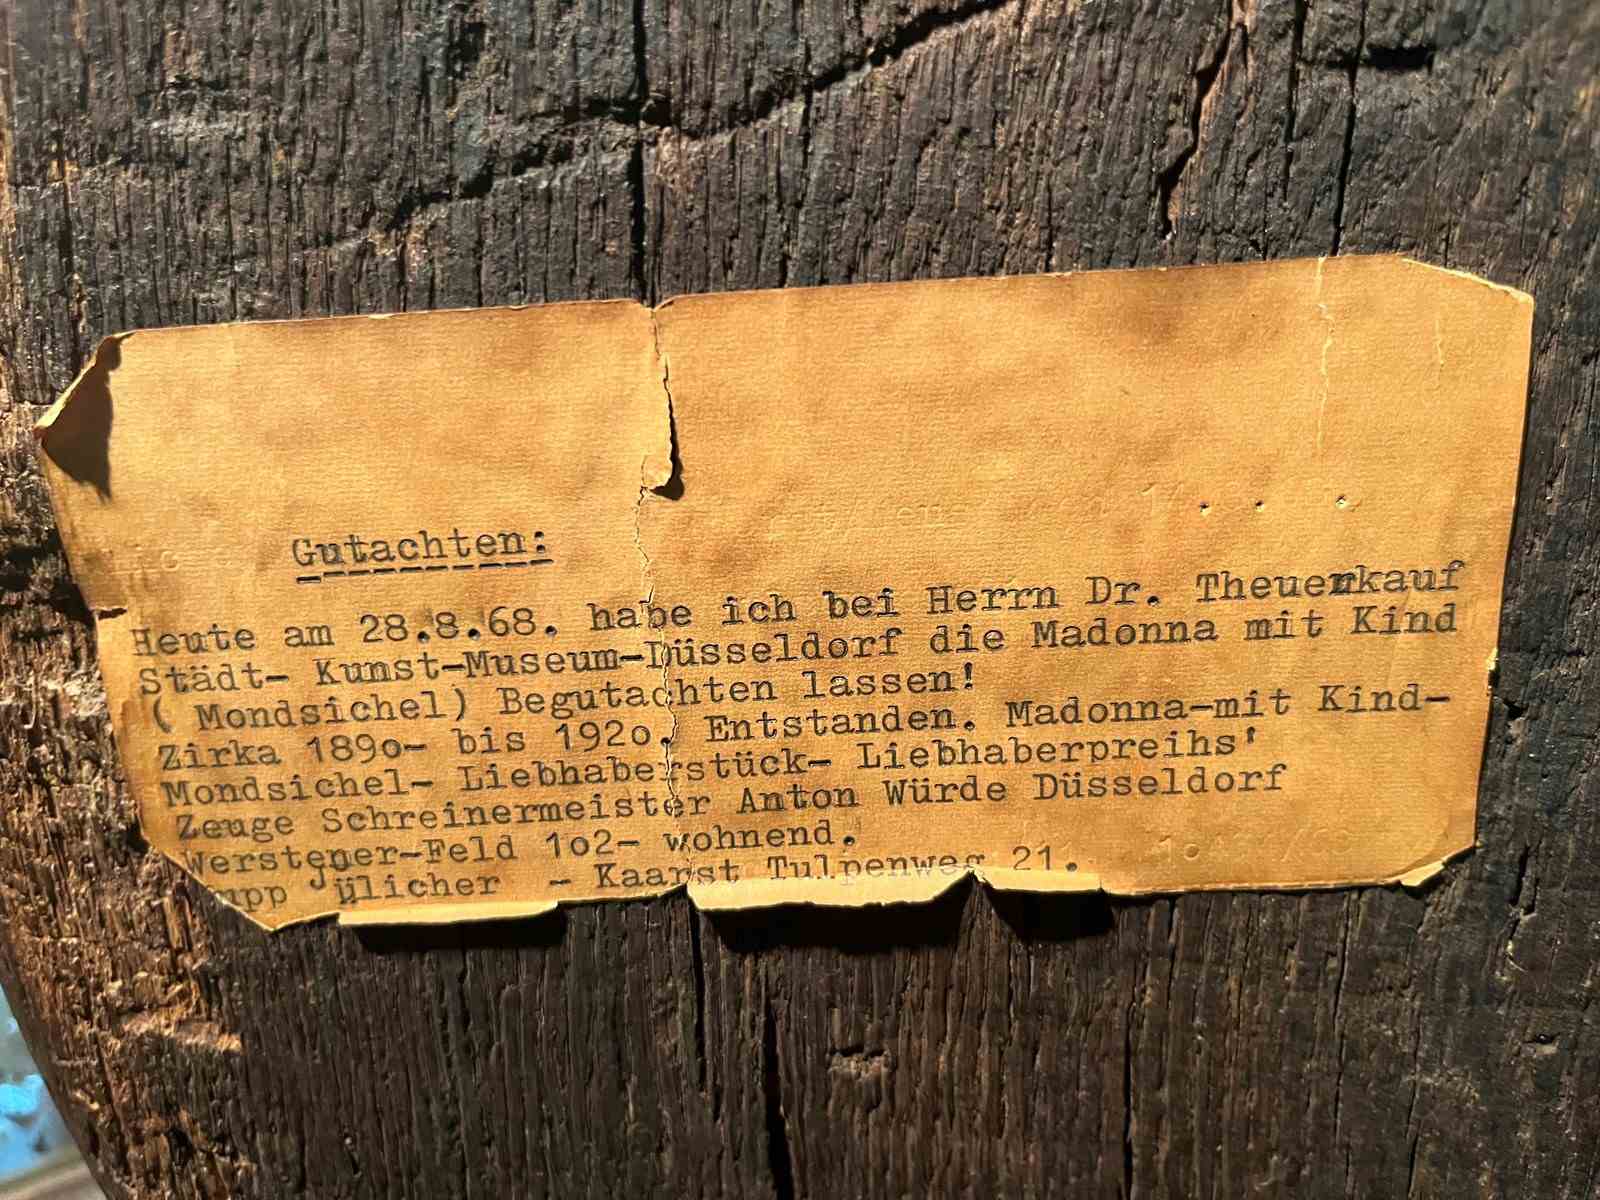 Gutachten:
Heute am 28.8.68. habe ich bei Herrn Dr. Theuerkauf
Städt- Kunst-Museum-Düsseldorf die Madonna mit Kind
( Mondsichel) Begutachten lassen!
Zirka 189o- bis 192o. Entstanden. Madonna-mit Kind-
Mondsichel- Liebhaberstück- Liebhaberpreihs'
Zeuge Schreinermeister Anton Würde Düsseldorf
Werstener-Feld 1o2- wohnend.
Jülicher - Kaarst Tulpenweg 21.